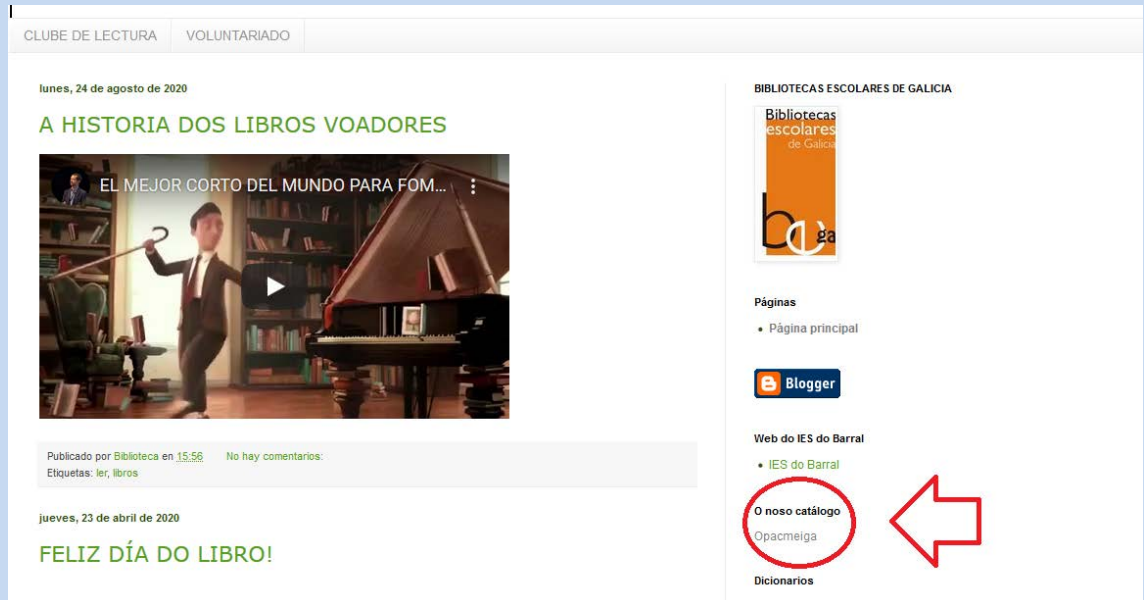 CLUBE DE LECTURA VOLUNTARIADO
lunes, 24 de agosto de 2020
A HISTORIA DOS LIBROS VOADORES
EL MEJOR CORTO DEL MUNDO PARA FOM...
Publicado por Biblioteca en 15:56 No hay comentarios:
Etiquetas: ler, libros
jueves, 23 de abril de 2020
FELIZ DÍA DO LIBRO!
BIBLIOTECAS ESCOLARES DE GALICIA
Bibliotecas
escolares
de Galicia
be ga
Páginas
• Página principal
Blogger
Web do IES do Barral
• IES do Barral
O noso catálogo
Opacmeiga
Dicionarios